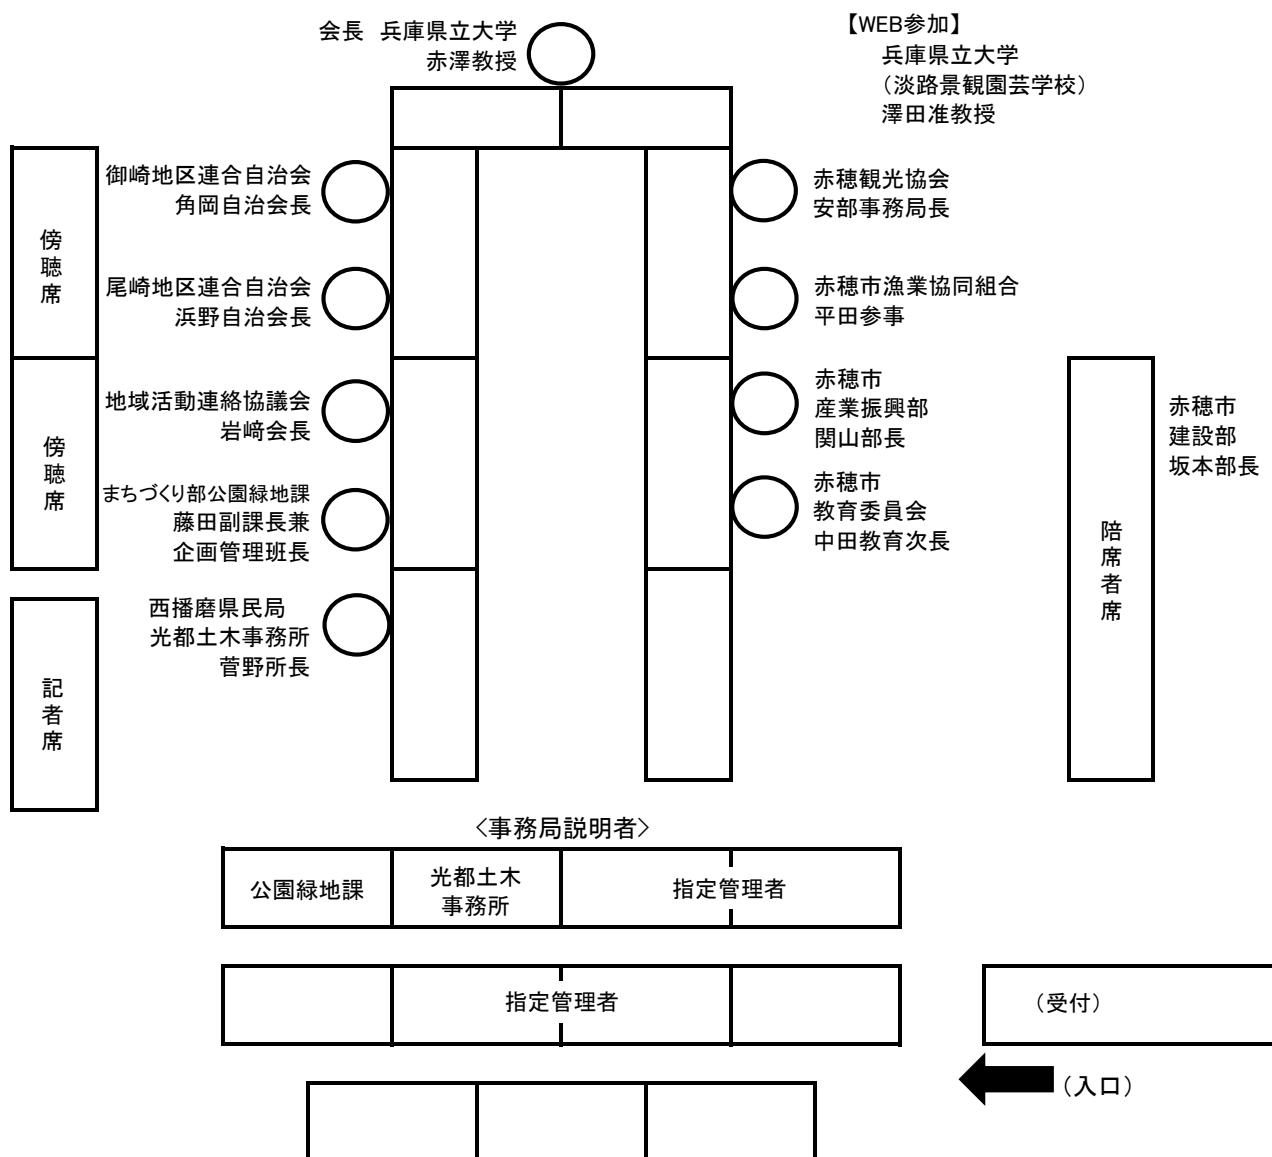 会長　兵庫県立大学
赤澤教授
【WEB参加】
兵庫県立大学
（淡路景観園芸学校）
澤田准教授
御崎地区連合自治会
角岡自治会長
尾崎地区連合自治会
浜野自治会長
地域活動連絡協議会
岩﨑会長
まちづくり部公園緑地課
藤田副課長兼
企画管理班長
西播磨県民局
光都土木事務所
菅野所長
赤穂観光協会
安部事務局長
赤穂市漁業協同組合
平田参事
赤穂市
産業振興部
関山部長
赤穂市
教育委員会
中田教育次長
傍聴席
傍聴席
記者席
陪席者席
赤穂市
建設部
坂本部長
〈事務局説明者〉
公園緑地課
光都土木
事務所
指定管理者
指定管理者
（受付）
（入口）